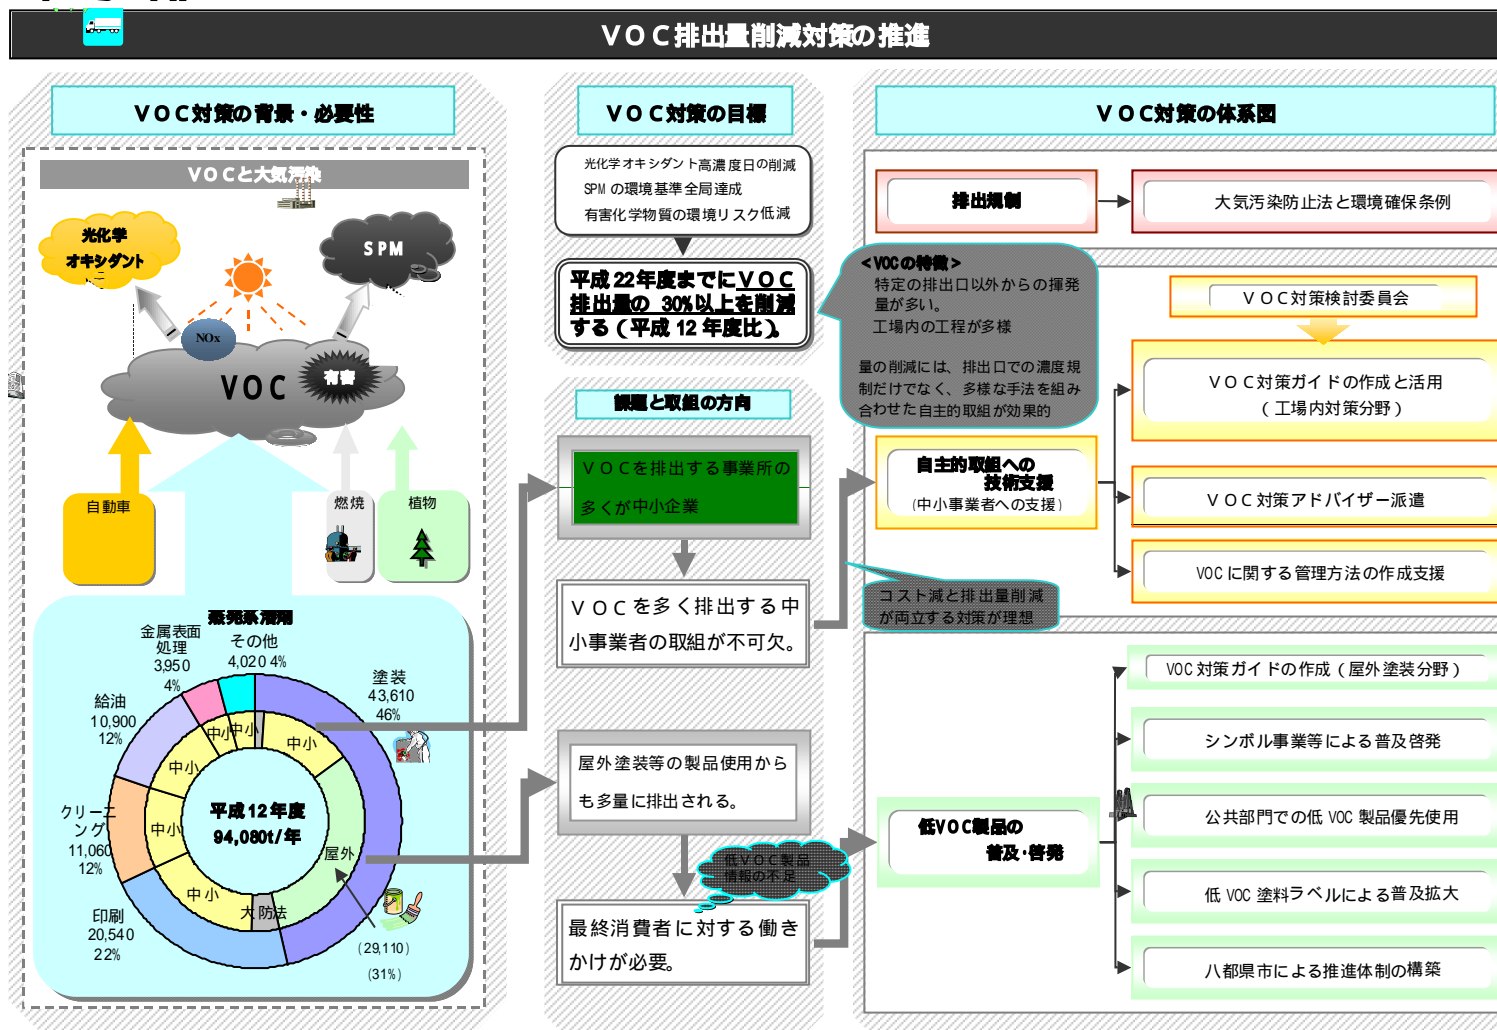 ＶＯＣ排出量削減対策の推進
ＶＯＣ対策の背景・必要性
ＶＯＣと大気汚染
光化学
オキシダント
SPM
NOx
VOC
有害
自動車
燃焼
植物
蒸発系溶剤
金属表面
処理
3,950
4%
その他
4,020 4%
塗装
43,610
46%
給油
10,900
12%
クリーニ
ング
11,060
12%
印刷
20,540
22%
中小
中小
中小
中小
中小
中小
屋外
大防法
平成12年度
94,080t/年
(29,110)
(31%)
ＶＯＣ対策の目標
光化学オキシダント高濃度日の削減
SPMの環境基準全局達成
有害化学物質の環境リスク低減
平成22年度までにＶＯＣ
排出量の 30%以上を削減
する（平成 12 年度比）。
課題と取組の方向
ＶＯＣを排出する事業所の
多くが中小企業
ＶＯＣを多く排出する中
小事業者の取組が不可欠。
屋外塗装等の製品使用から
も多量に排出される。
低ＶＯＣ製品
情報の不足
最終消費者に対する働き
かけが必要。
ＶＯＣ対策の体系図
排出規制
大気汚染防止法と環境確保条例
＜VOCの特徴＞
特定の排出口以外からの揮発
量が多い。
工場内の工程が多様
量の削減には、排出口での濃度規
制だけでなく、多様な手法を組み
合わせた自主的取組が効果的
ＶＯＣ対策検討委員会
ＶＯＣ対策ガイドの作成と活用
（工場内対策分野）
自主的取組への
技術支援
(中小事業者への支援)
ＶＯＣ対策アドバイザー派遣
VOCに関する管理方法の作成支援
コスト減と排出量削減
が両立する対策が理想
VOC対策ガイドの作成（屋外塗装分野）
シンボル事業等による普及啓発
低VOC製品の
普及・啓発
公共部門での低 VOC 製品優先使用
低 VOC 塗料ラベルによる普及拡大
八都県市による推進体制の構築